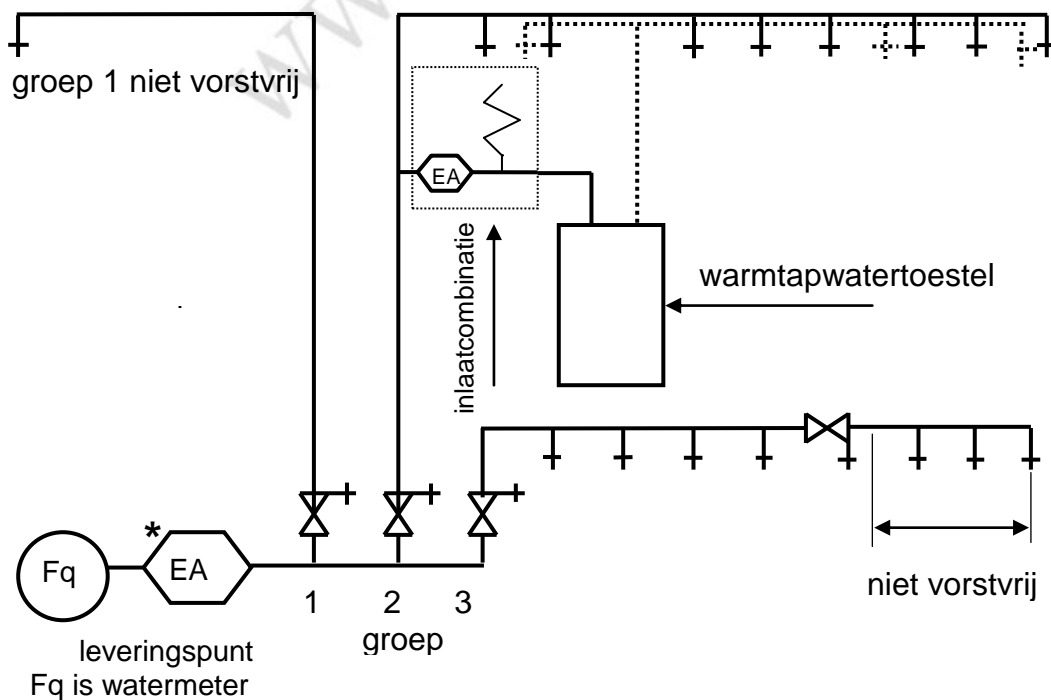 www
groep 1 niet vorstvrij
EA
inlaatcombinatie
warmtapwatertoestel
*
Fq
EA
1 2 3
groep
niet vorstvrij
leveringspunt
Fq is watermeter